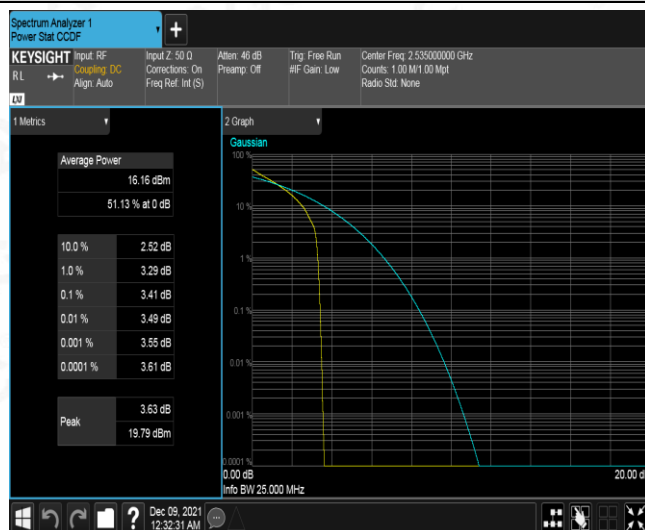 Spectrum Analyzer 1
Power Stat CCDF
+
KEYSIGHT
RL
LXI
Input: RF
Coupling: DC
Align: Auto
Input Z: 50 Ω
Corrections: On
Freq Ref: Int (S)
Atten: 46 dB
Preamp: Off
Trig: Free Run
#IF Gain: Low
Center Freq: 2.535000000 GHz
Counts: 1.00 M/1.00 Mpt
Radio Std: None
1 Metrics
Average Power
16.16 dBm
51.13 % at 0 dB
10.0 % 2.52 dB
1.0 % 3.29 dB
0.1 % 3.41 dB
0.01 % 3.49 dB
0.001 % 3.55 dB
0.0001 % 3.61 dB
Peak
3.63 dB
19.79 dBm
2 Graph
Gaussian
100 %
10 %
1 %
0.1 %
0.01 %
0.001 %
0.0001 %
0.00 dB 20.00 d
Info BW 25.000 MHz
?
Dec 09, 2021
12:32:31 AM